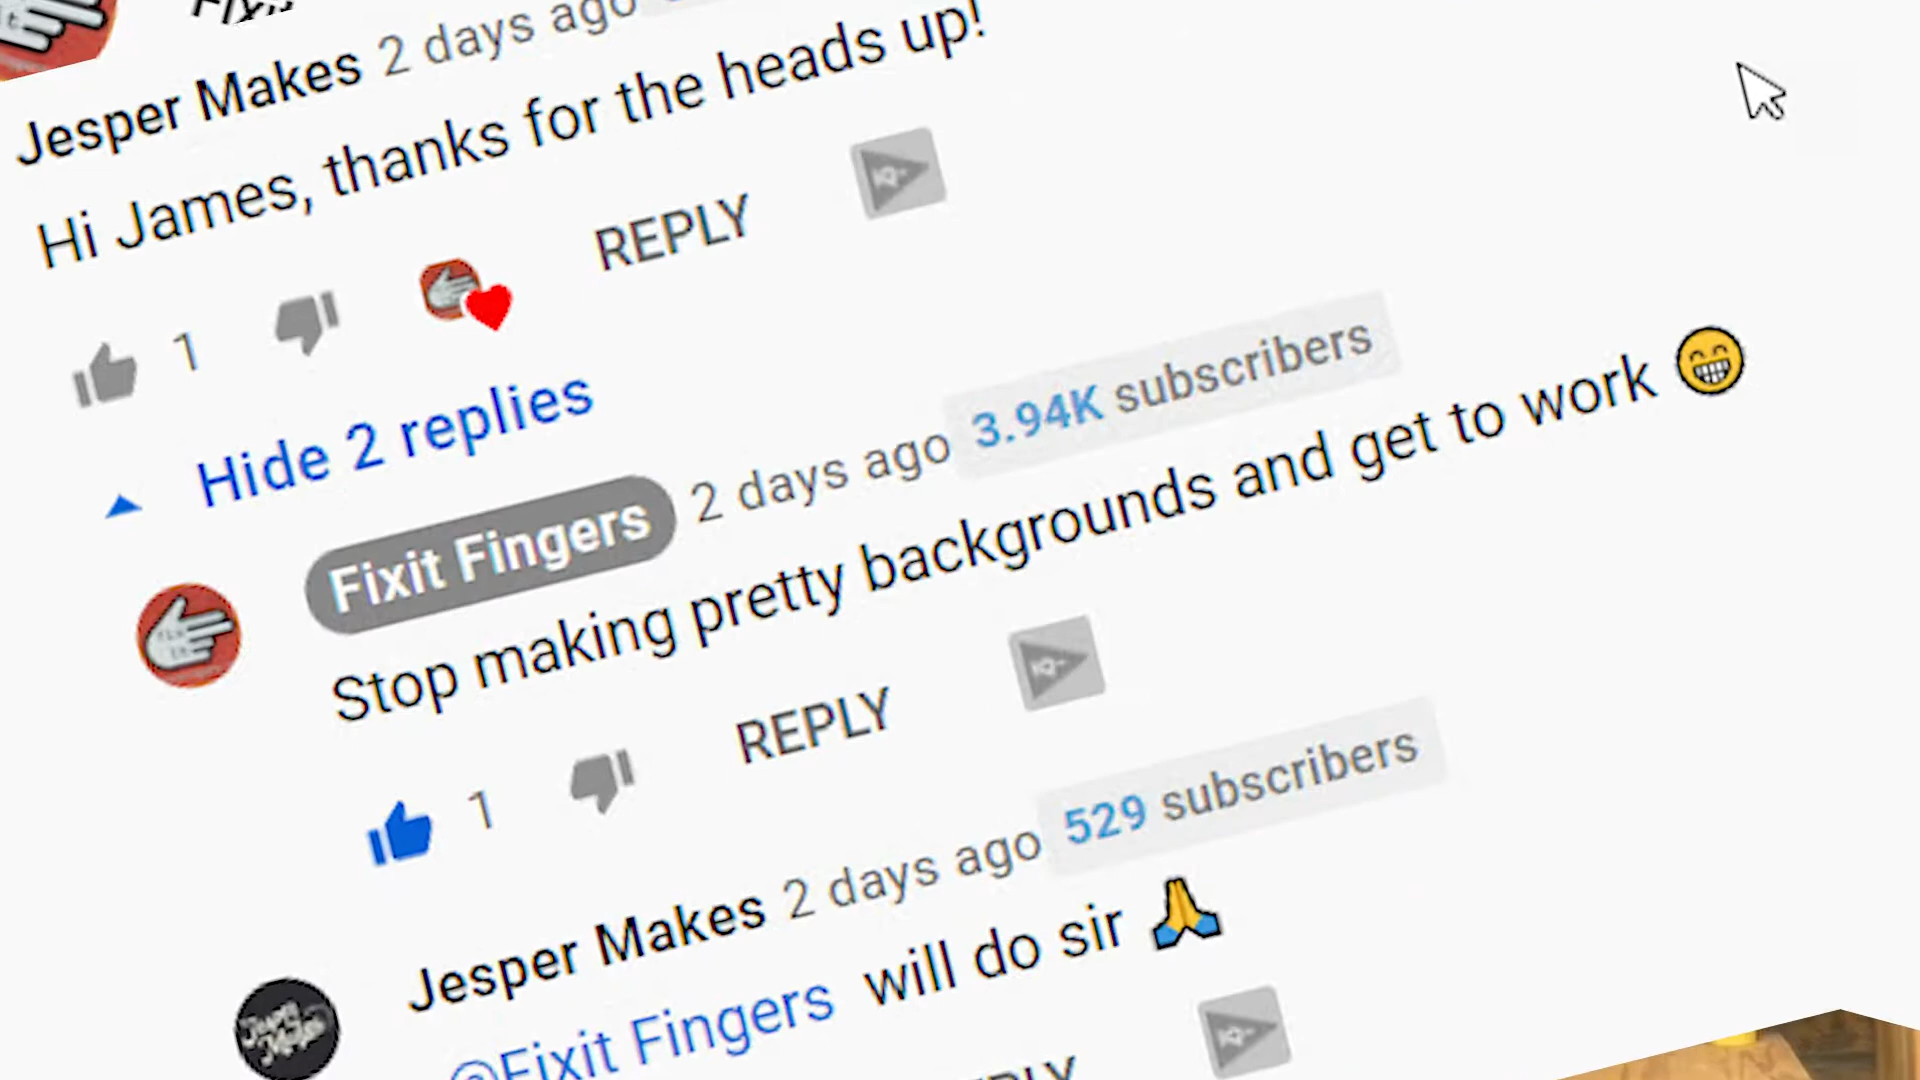 Jesper Makes 2 days ago
Hi James, thanks for the heads up!
1 REPLY
Hide 2 replies
Fixit Fingers 2 days ago 3.94K subscribers
Stop making pretty backgrounds and get to work
1 REPLY
Jesper Makes 2 days ago 529 subscribers
@Fixit Fingers will do sir